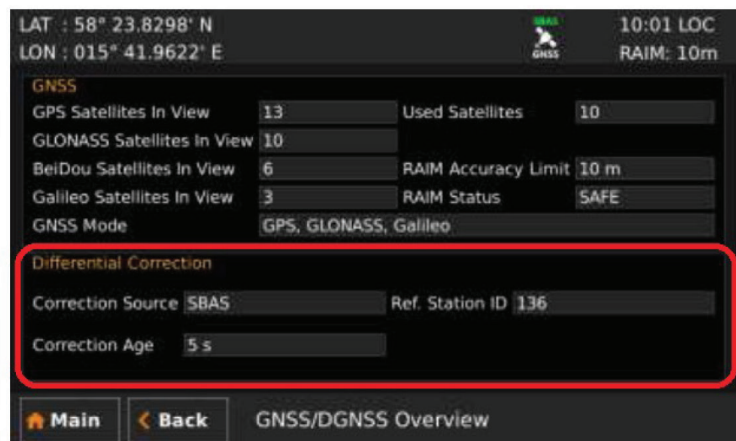 LAT : 58° 23.8298' N SBAS 10:01 LOC
LON : 015° 41.9622' E GNSS RAIM: 10m
GNSS
GPS Satellites In View 13 Used Satellites 10
GLONASS Satellites In View 10
BeiDou Satellites In View 6 RAIM Accuracy Limit 10 m
Galileo Satellites In View 3 RAIM Status SAFE
GNSS Mode GPS, GLONASS, Galileo
Differential Correction
Correction Source SBAS Ref. Station ID 136
Correction Age 5 s
Main Back GNSS/DGNSS Overview